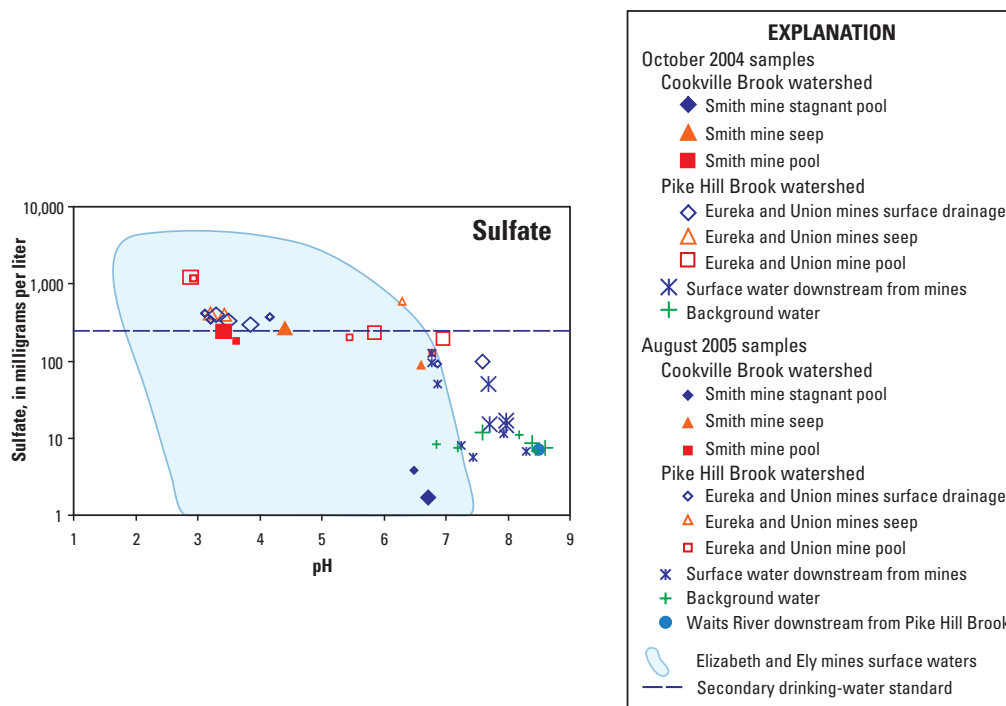 EXPLANATION
October 2004 samples
Cookville Brook watershed
Smith mine stagnant pool
Smith mine seep
Smith mine pool
Pike Hill Brook watershed
Eureka and Union mines surface drainage
Eureka and Union mines seep
Eureka and Union mine pool
Surface water downstream from mines
Background water
August 2005 samples
Cookville Brook watershed
Smith mine stagnant pool
Smith mine seep
Smith mine pool
Pike Hill Brook watershed
Eureka and Union mines surface drainage
Eureka and Union mines seep
Eureka and Union mine pool
Surface water downstream from mines
Background water
Waits River downstream from Pike Hill Brook
Elizabeth and Ely mines surface waters
Secondary drinking-water standard
Sulfate
Sulfate, in milligrams per liter
10,000
1,000
100
10
1
1 2 3 4 5 6 7 8 9
pH